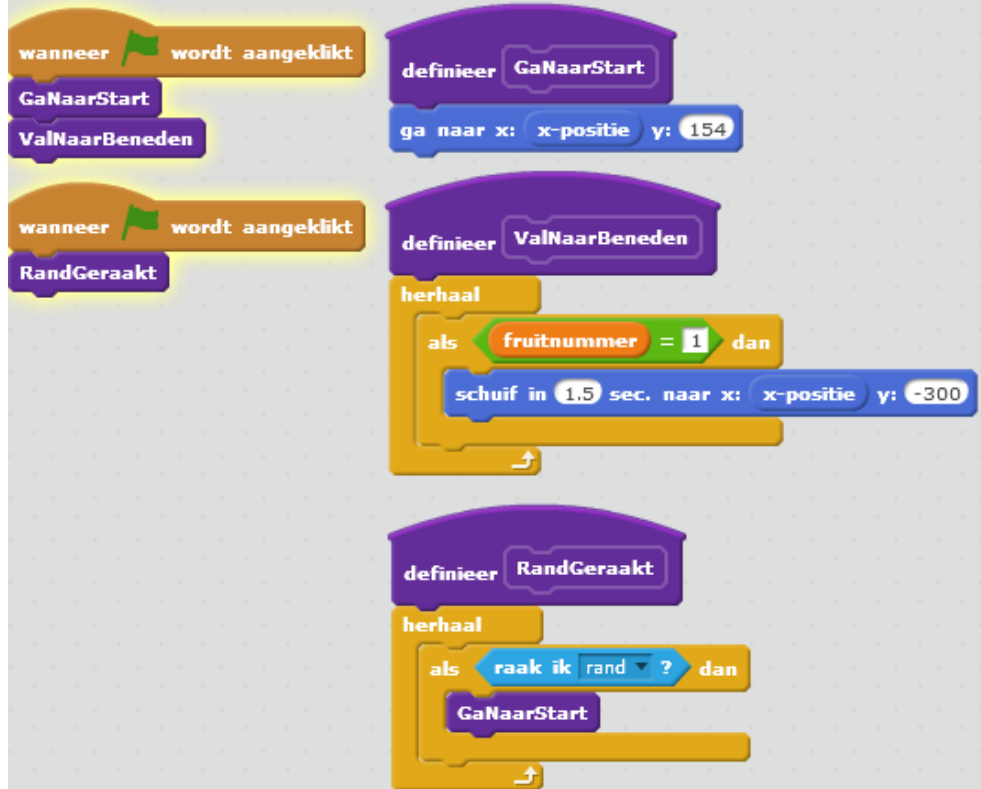 wanneer wordt aangeklikt
GaNaarStart
ValNaarBeneden
wanneer wordt aangeklikt
RandGeraakt
definieer GaNaarStart
ga naar x: x-positie y: 154
definieer ValNaarBeneden
herhaal
als fruitnummer = 1 dan
schuif in 1.5 sec. naar x: x-positie y: -300
definieer RandGeraakt
herhaal
als raak ik rand ? dan
GaNaarStart